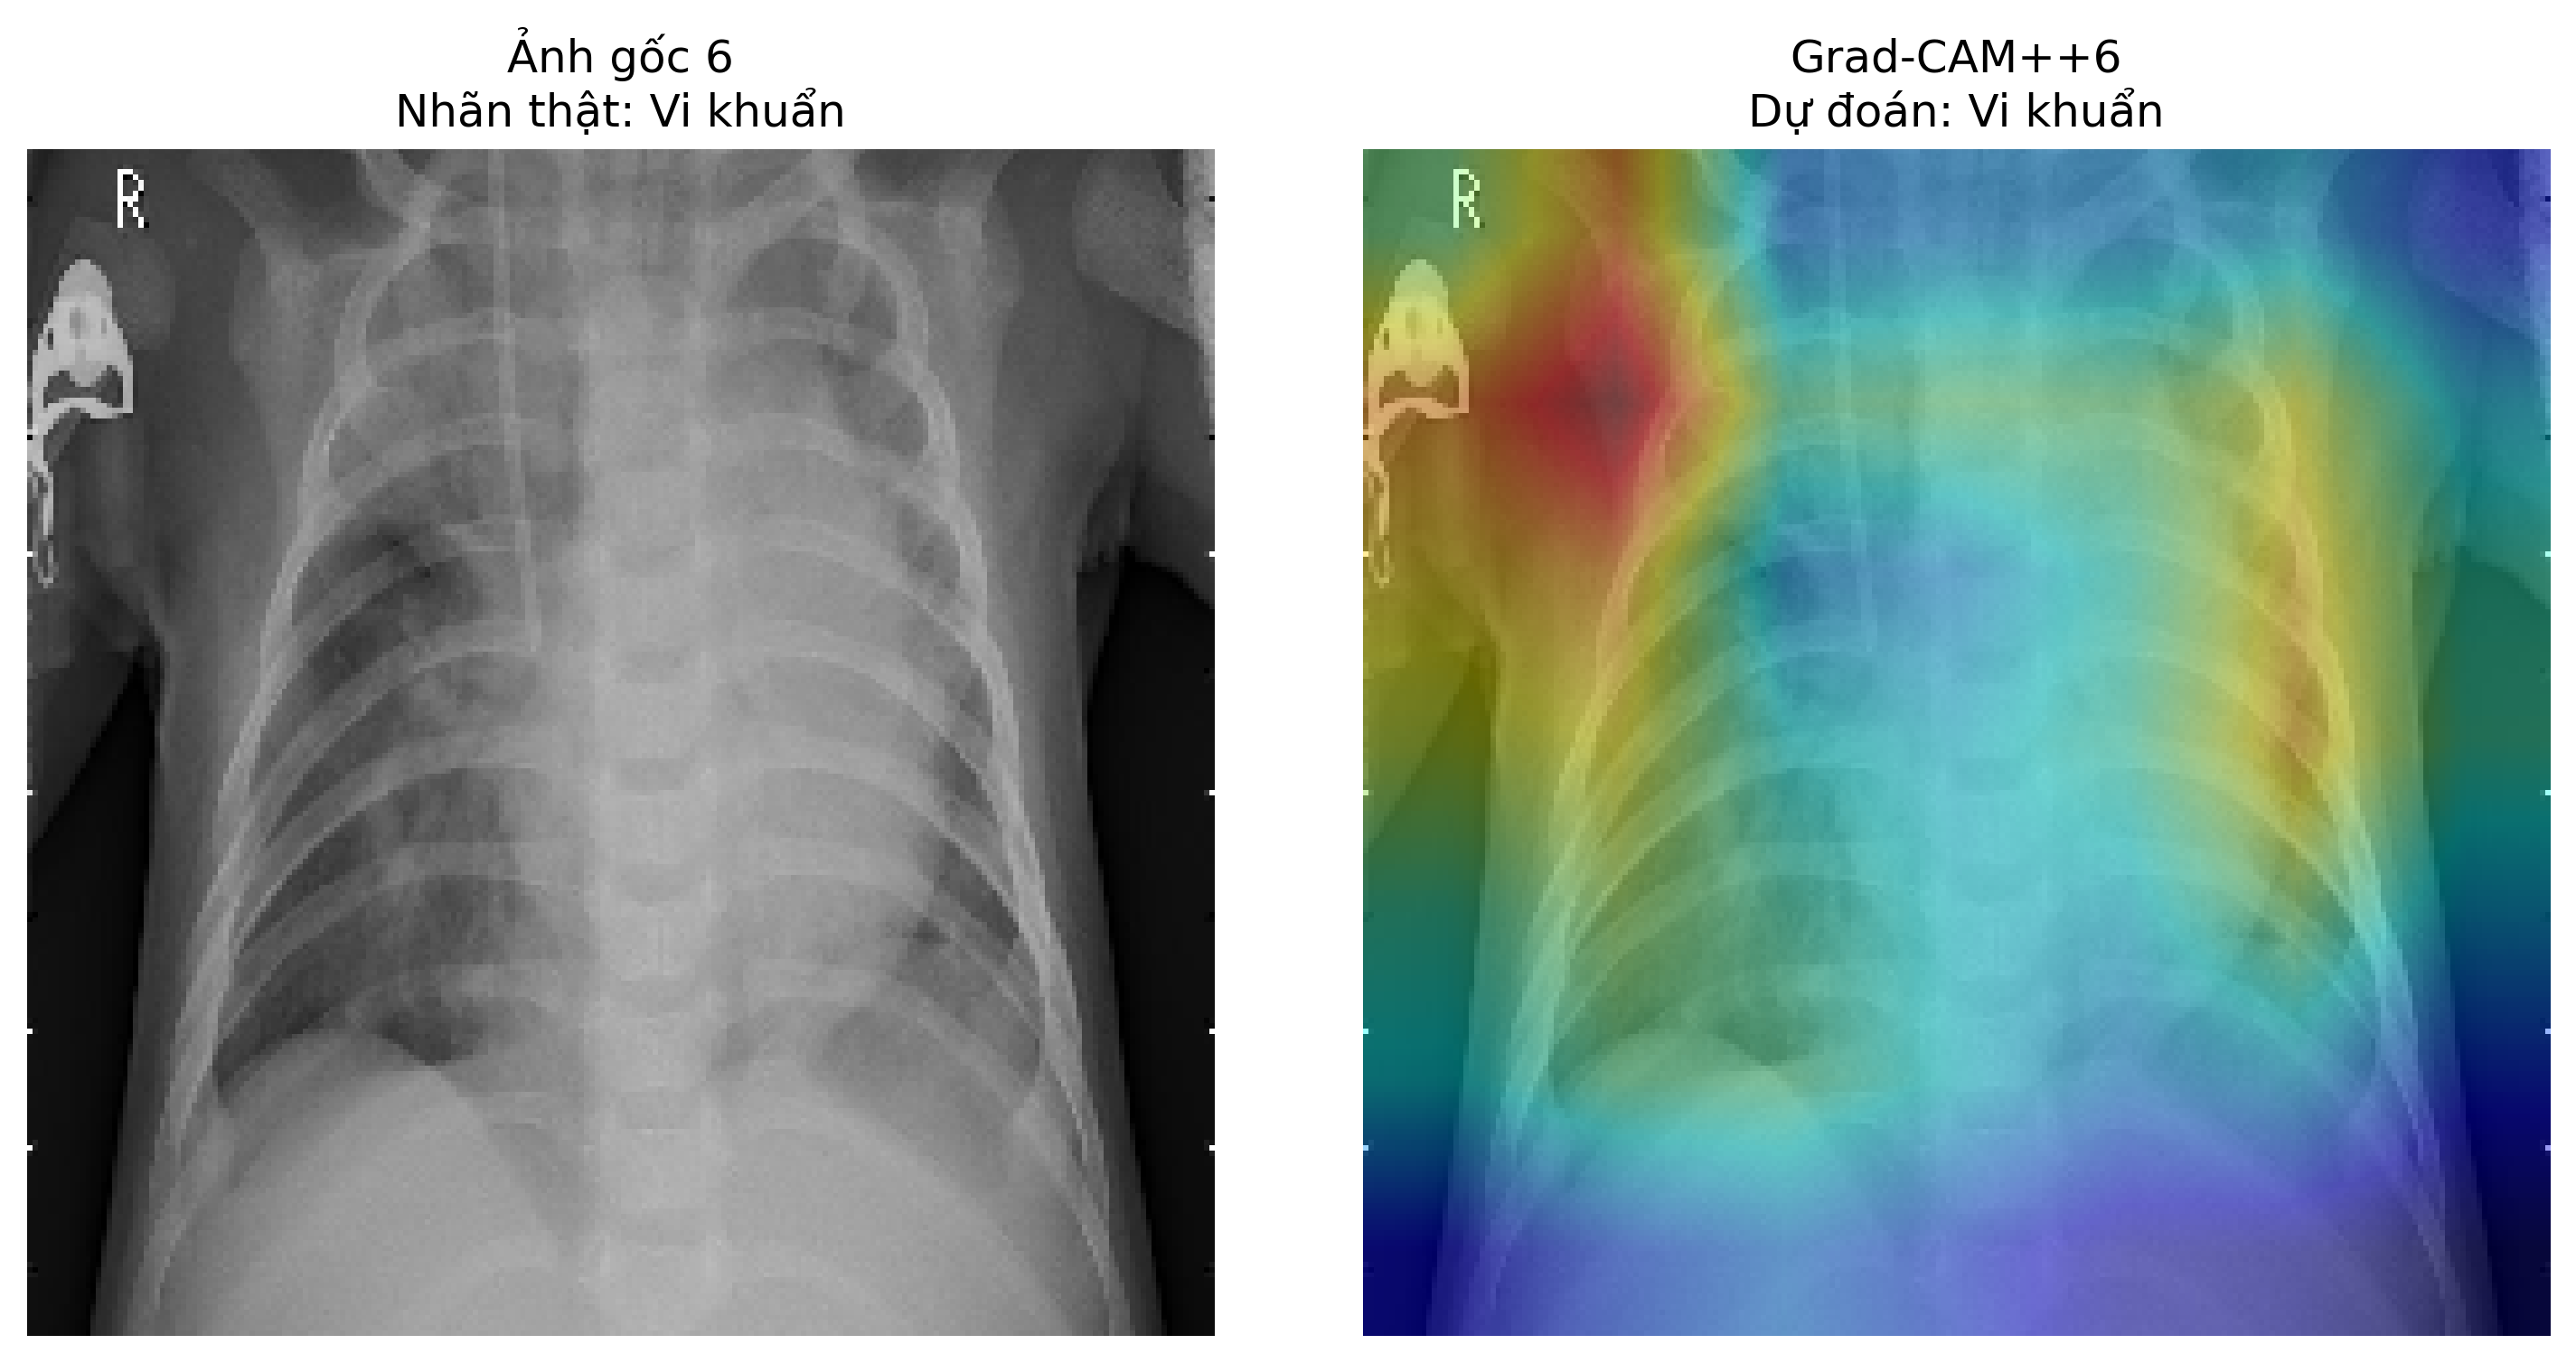 Ảnh gốc 6
Nhãn thật: Vi khuẩn
Grad-CAM++6
Dự đoán: Vi khuẩn
R
R